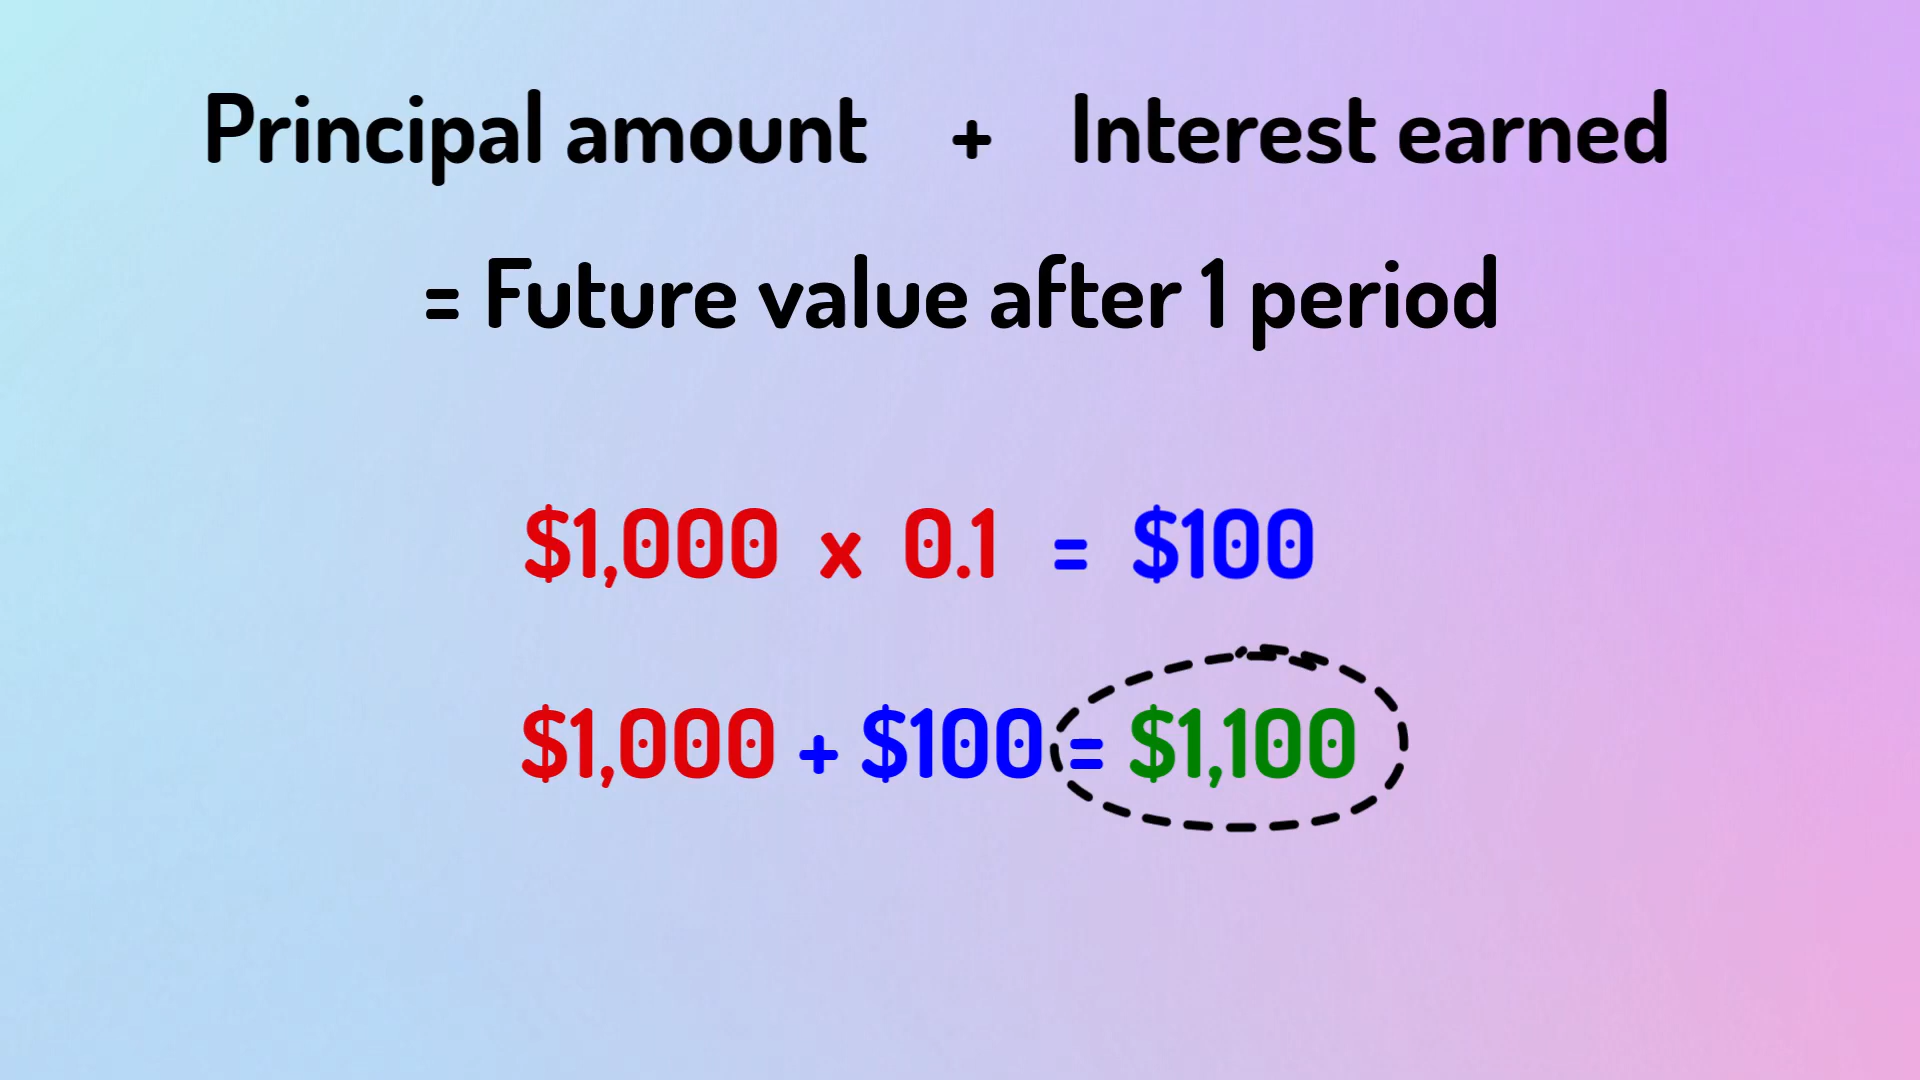 Principal amount + Interest earned
= Future value after 1 period
$1,000 x 0.1 = $100
$1,000 + $100 = $1,100